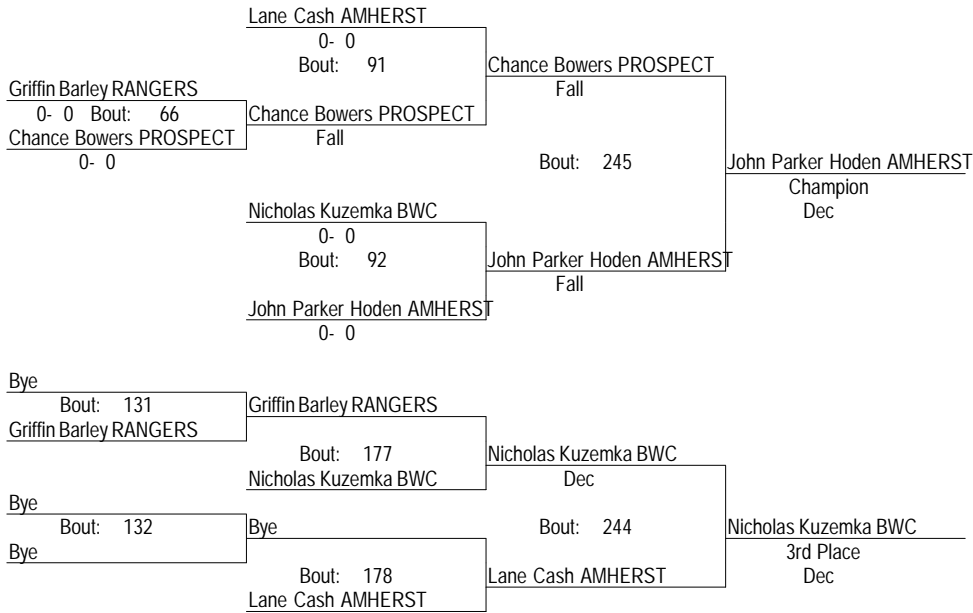 Lane Cash AMHERST
0- 0
Bout: 91
Chance Bowers PROSPECT
Fall
Griffin Barley RANGERS
0- 0 Bout: 66
Chance Bowers PROSPECT
Fall
Chance Bowers PROSPECT
0- 0
Bout: 245
John Parker Hoden AMHERST
Champion
Dec
Nicholas Kuzemka BWC
0- 0
Bout: 92
John Parker Hoden AMHERST
Fall
John Parker Hoden AMHERST
0- 0
Bye
Bout: 131
Griffin Barley RANGERS
Griffin Barley RANGERS
Bout: 177
Nicholas Kuzemka BWC
Dec
Nicholas Kuzemka BWC
Bye
Bout: 132
Bye
Bye
Bout: 244
Nicholas Kuzemka BWC
3rd Place
Dec
Bout: 178
Lane Cash AMHERST
Lane Cash AMHERST